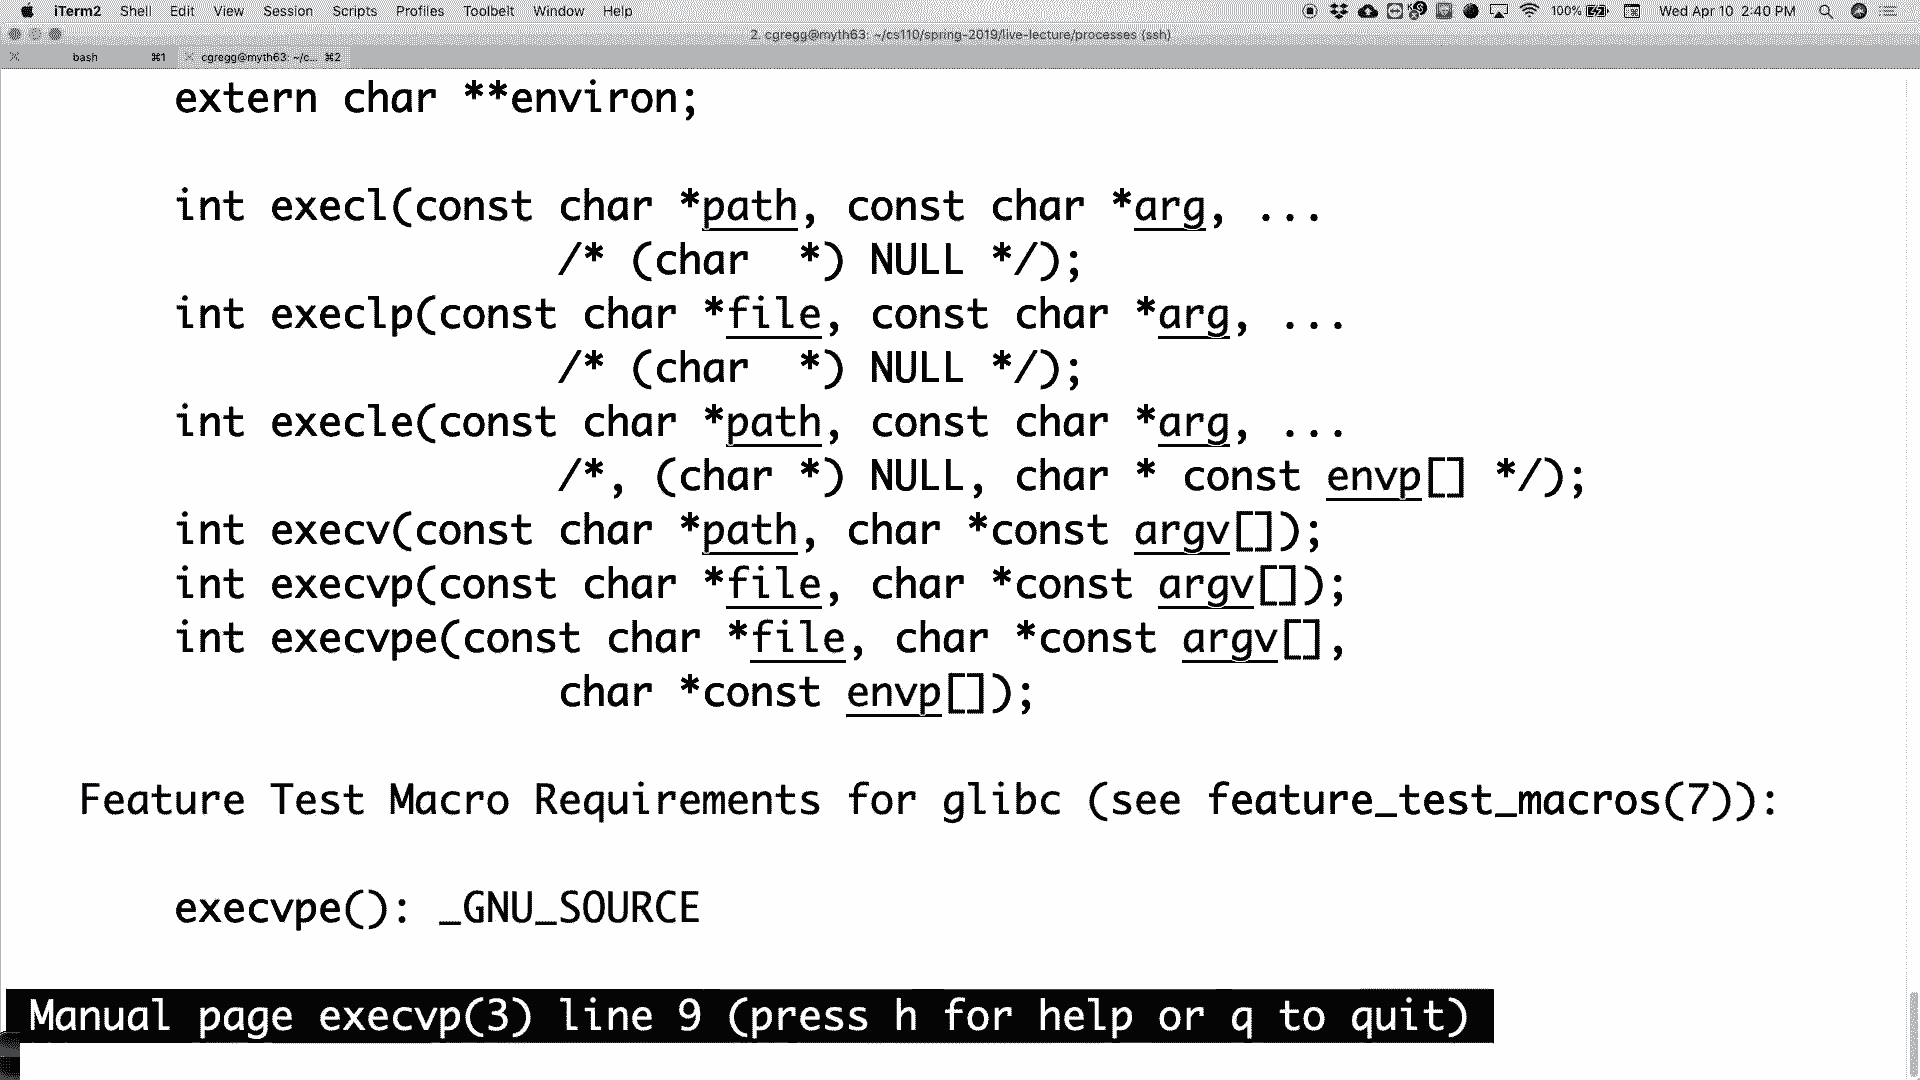 iTerm2 Shell Edit View Session Scripts Profiles Toolbelt Window Help 100% Wed Apr 10 2:40 PM
2. cgregg@myth63: ~/cs110/spring-2019/live-lecture/processes (ssh)
bash ⌘1 cgregg@myth63: ~/c... ⌘2
extern char **environ;
int execl(const char *path, const char *arg, ...
/* (char  *) NULL */);
int execlp(const char *file, const char *arg, ...
/* (char  *) NULL */);
int execle(const char *path, const char *arg, ...
/*, (char *) NULL, char * const envp[] */);
int execv(const char *path, char *const argv[]);
int execvp(const char *file, char *const argv[]);
int execvpe(const char *file, char *const argv[],
char *const envp[]);
Feature Test Macro Requirements for glibc (see feature_test_macros(7)):
execvpe(): _GNU_SOURCE
Manual page execvp(3) line 9 (press h for help or q to quit)